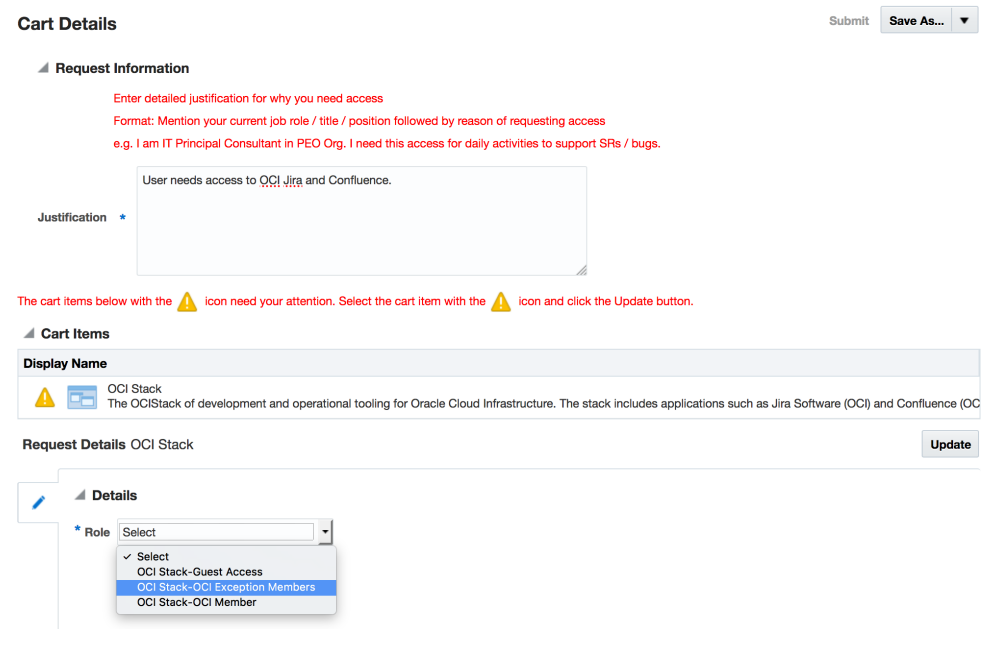 Cart Details
Submit
Save As...
Request Information
Enter detailed justification for why you need access
Format: Mention your current job role / title / position followed by reason of requesting access
e.g. I am IT Principal Consultant in PEO Org. I need this access for daily activities to support SRs / bugs.
User needs access to OCI Jira and Confluence.
Justification *
The cart items below with the icon need your attention. Select the cart item with the icon and click the Update button.
Cart Items
Display Name
OCI Stack
The OCIStack of development and operational tooling for Oracle Cloud Infrastructure. The stack includes applications such as Jira Software (OCI) and Confluence (OC
Request Details OCI Stack
Update
Details
* Role Select
✓ Select
OCI Stack-Guest Access
OCI Stack-OCI Exception Members
OCI Stack-OCI Member